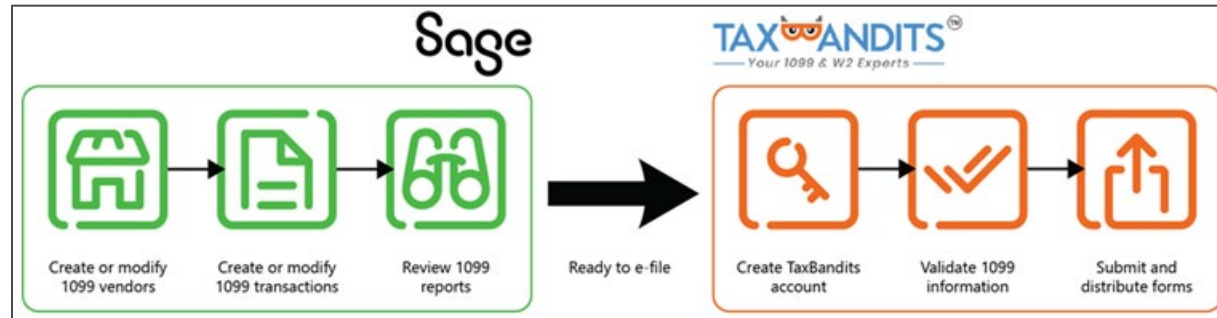 Sage
TAXBANDITS TM
Your 1099 & W2 Experts
Create or modify
1099 vendors
Create or modify
1099 transactions
Review 1099
reports
Ready to e-file
Create TaxBandits
account
Validate 1099
information
Submit and
distribute forms